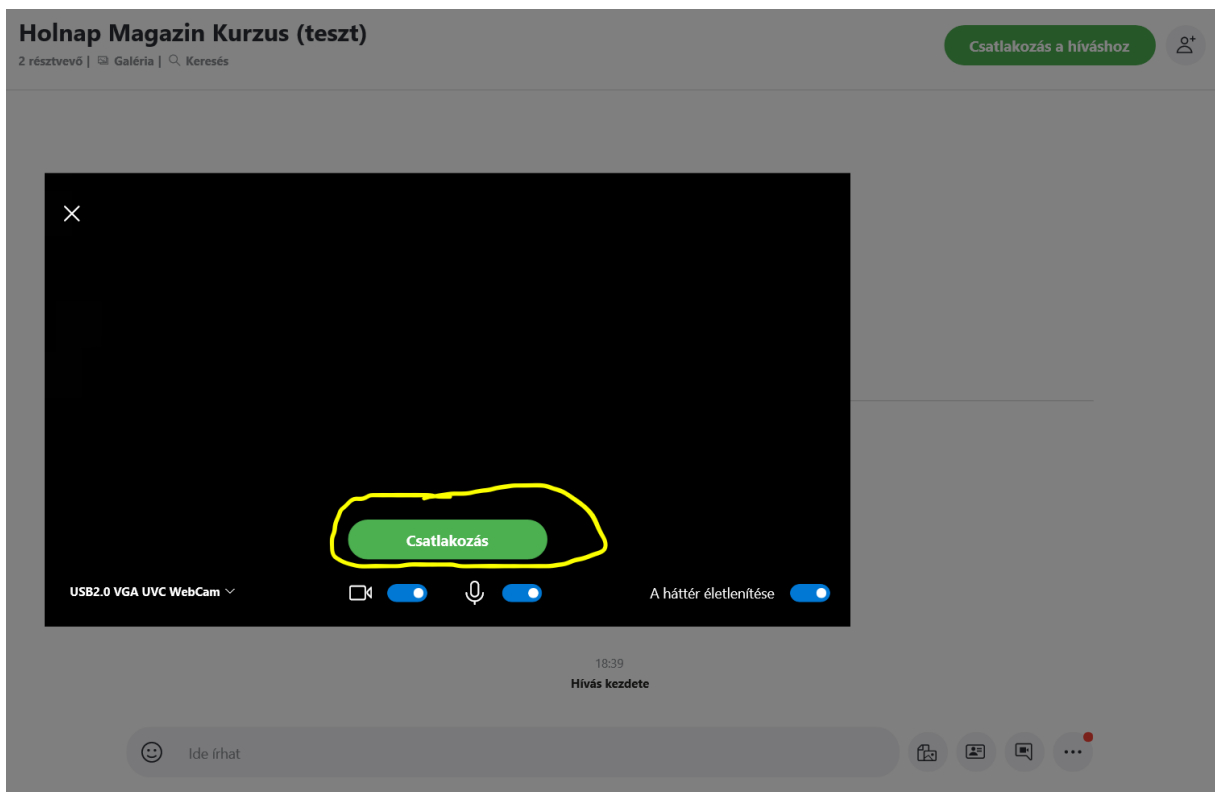 Holnap Magazin Kurzus (teszt)
2 résztvevő | Galéria | Keresés
Csatlakozás a híváshoz
Csatlakozás
USB2.0 VGA UVC WebCam
A háttér életlenítése
18:39
Hívás kezdete
Ide írhat